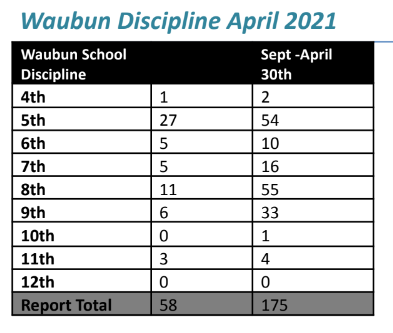 Waubun Discipline April 2021
Waubun School Discipline Sept -April 30th
4th 1 2
5th 27 54
6th 5 10
7th 5 16
8th 11 55
9th 6 33
10th 0 1
11th 3 4
12th 0 0
Report Total 58 175